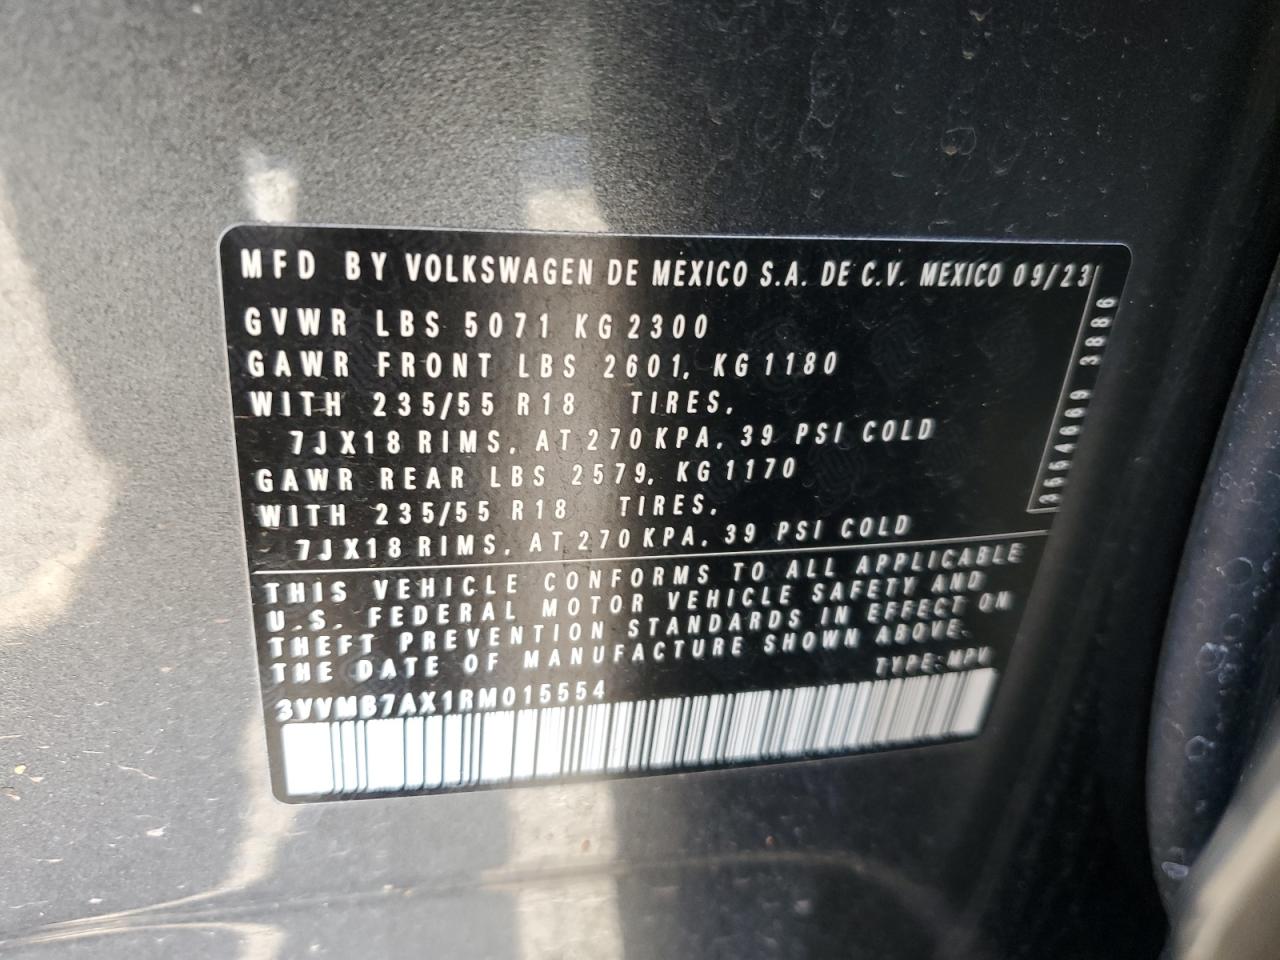 MFD BY VOLKSWAGEN DE MEXICO S.A. DE C.V. MEXICO 09/23
GVWR LBS 5071 KG 2300
GAWR FRONT LBS 2601, KG 1180
WITH 235/55 R18 TIRES,
7JX18 RIMS, AT 270 KPA, 39 PSI COLD
GAWR REAR LBS 2579, KG 1170
WITH 235/55 R18 TIRES,
7JX18 RIMS, AT 270 KPA, 39 PSI COLD
THIS VEHICLE CONFORMS TO ALL APPLICABLE
U.S. FEDERAL MOTOR VEHICLE SAFETY AND
THEFT PREVENTION STANDARDS IN EFFECT ON
THE DATE OF MANUFACTURE SHOWN ABOVE.
TYPE: MPV
3VVMB7AX1RM015554
3554669 3886